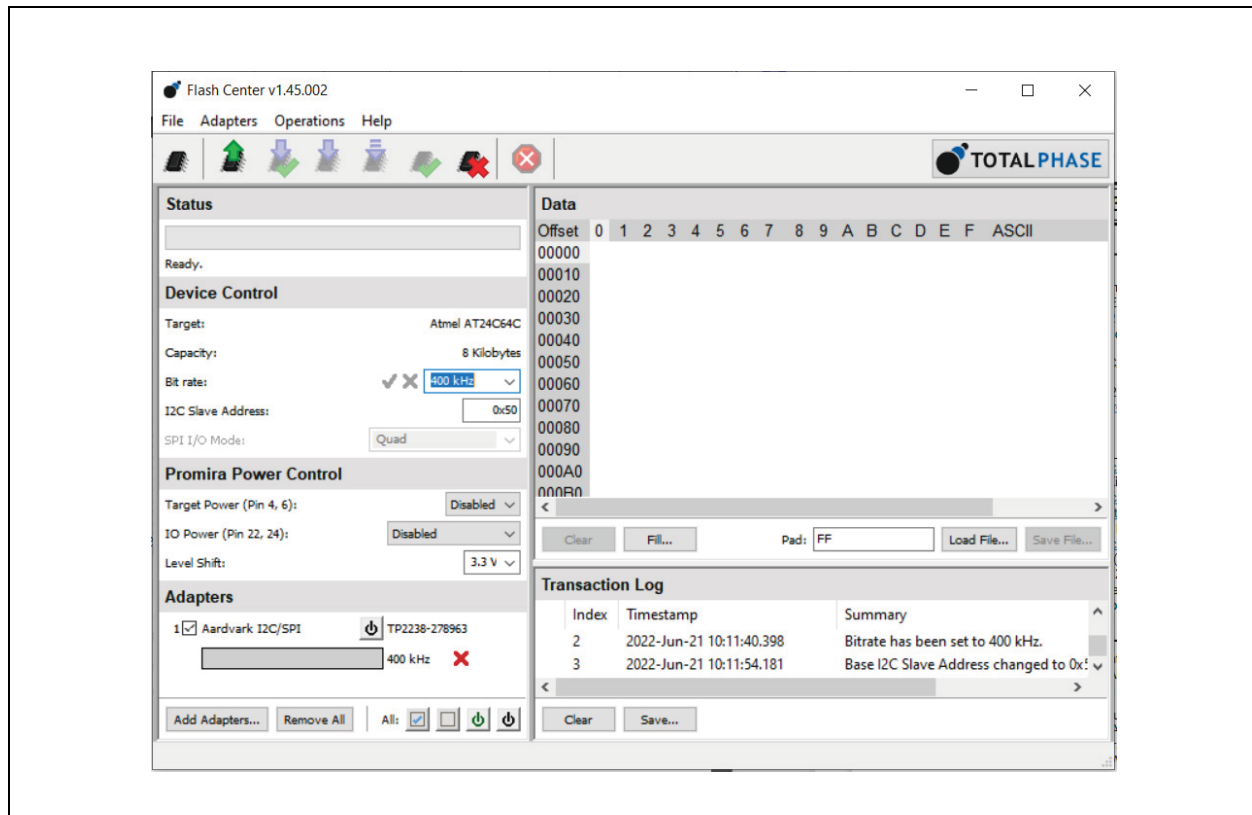 Flash Center v1.45.002
File Adapters Operations Help
TOTALPHASE
Status
Ready.
Device Control
Target: Atmel AT24C64C
Capacity: 8 Kilobytes
Bit rate: 400 kHz
I2C Slave Address: 0x50
SPI I/O Mode: Quad
Promira Power Control
Target Power (Pin 4, 6): Disabled
IO Power (Pin 22, 24): Disabled
Level Shift: 3.3 V
Adapters
1 Aardvark I2C/SPI TP2238-278963
400 kHz
Add Adapters... Remove All All:
Data
Offset 0 1 2 3 4 5 6 7 8 9 A B C D E F ASCII
00000
00010
00020
00030
00040
00050
00060
00070
00080
00090
000A0
000B0
Clear Fill... Pad: FF Load File... Save File...
Transaction Log
Index Timestamp Summary
2 2022-Jun-21 10:11:40.398 Bitrate has been set to 400 kHz.
3 2022-Jun-21 10:11:54.181 Base I2C Slave Address changed to
Clear Save...